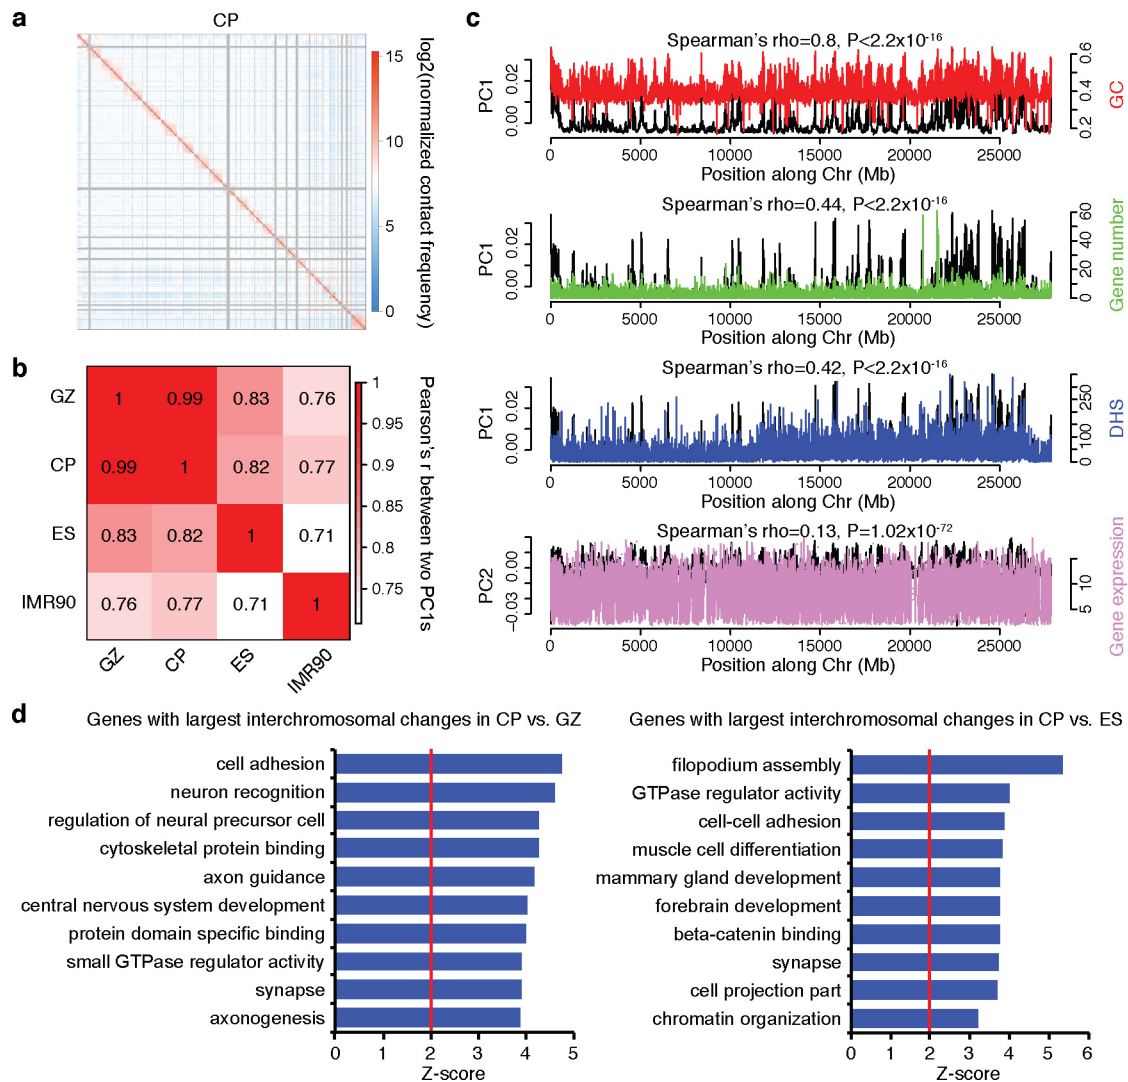 a
CP
15
10
5
0
log2(normalized contact frequency)
b
GZ
CP
ES
IMR90
1 0.99 0.83 0.76
0.99 1 0.82 0.77
0.83 0.82 1 0.71
0.76 0.77 0.71 1
GZ CP ES IMR90
1
0.95
0.9
0.85
0.8
0.75
Pearson's r between two PC1s
c
Spearman's rho=0.8, P<2.2x10-16
PC1
0.00 0.02
0.2 0.4 0.6
GC
0 5000 10000 15000 20000 25000
Position along Chr (Mb)
Spearman's rho=0.44, P<2.2x10-16
PC1
0.00 0.02
0 20 40 60
Gene number
0 5000 10000 15000 20000 25000
Position along Chr (Mb)
Spearman's rho=0.42, P<2.2x10-16
PC1
0.00 0.02
0 100 250
DHS
0 5000 10000 15000 20000 25000
Position along Chr (Mb)
Spearman's rho=0.13, P=1.02x10-72
PC2
−0.03 0.00
5 10
Gene expression
0 5000 10000 15000 20000 25000
Position along Chr (Mb)
d
Genes with largest interchromosomal changes in CP vs. GZ
cell adhesion
neuron recognition
regulation of neural precursor cell
cytoskeletal protein binding
axon guidance
central nervous system development
protein domain specific binding
small GTPase regulator activity
synapse
axonogenesis
0 1 2 3 4 5
Z-score
Genes with largest interchromosomal changes in CP vs. ES
filopodium assembly
GTPase regulator activity
cell-cell adhesion
muscle cell differentiation
mammary gland development
forebrain development
beta-catenin binding
synapse
cell projection part
chromatin organization
0 1 2 3 4 5 6
Z-score